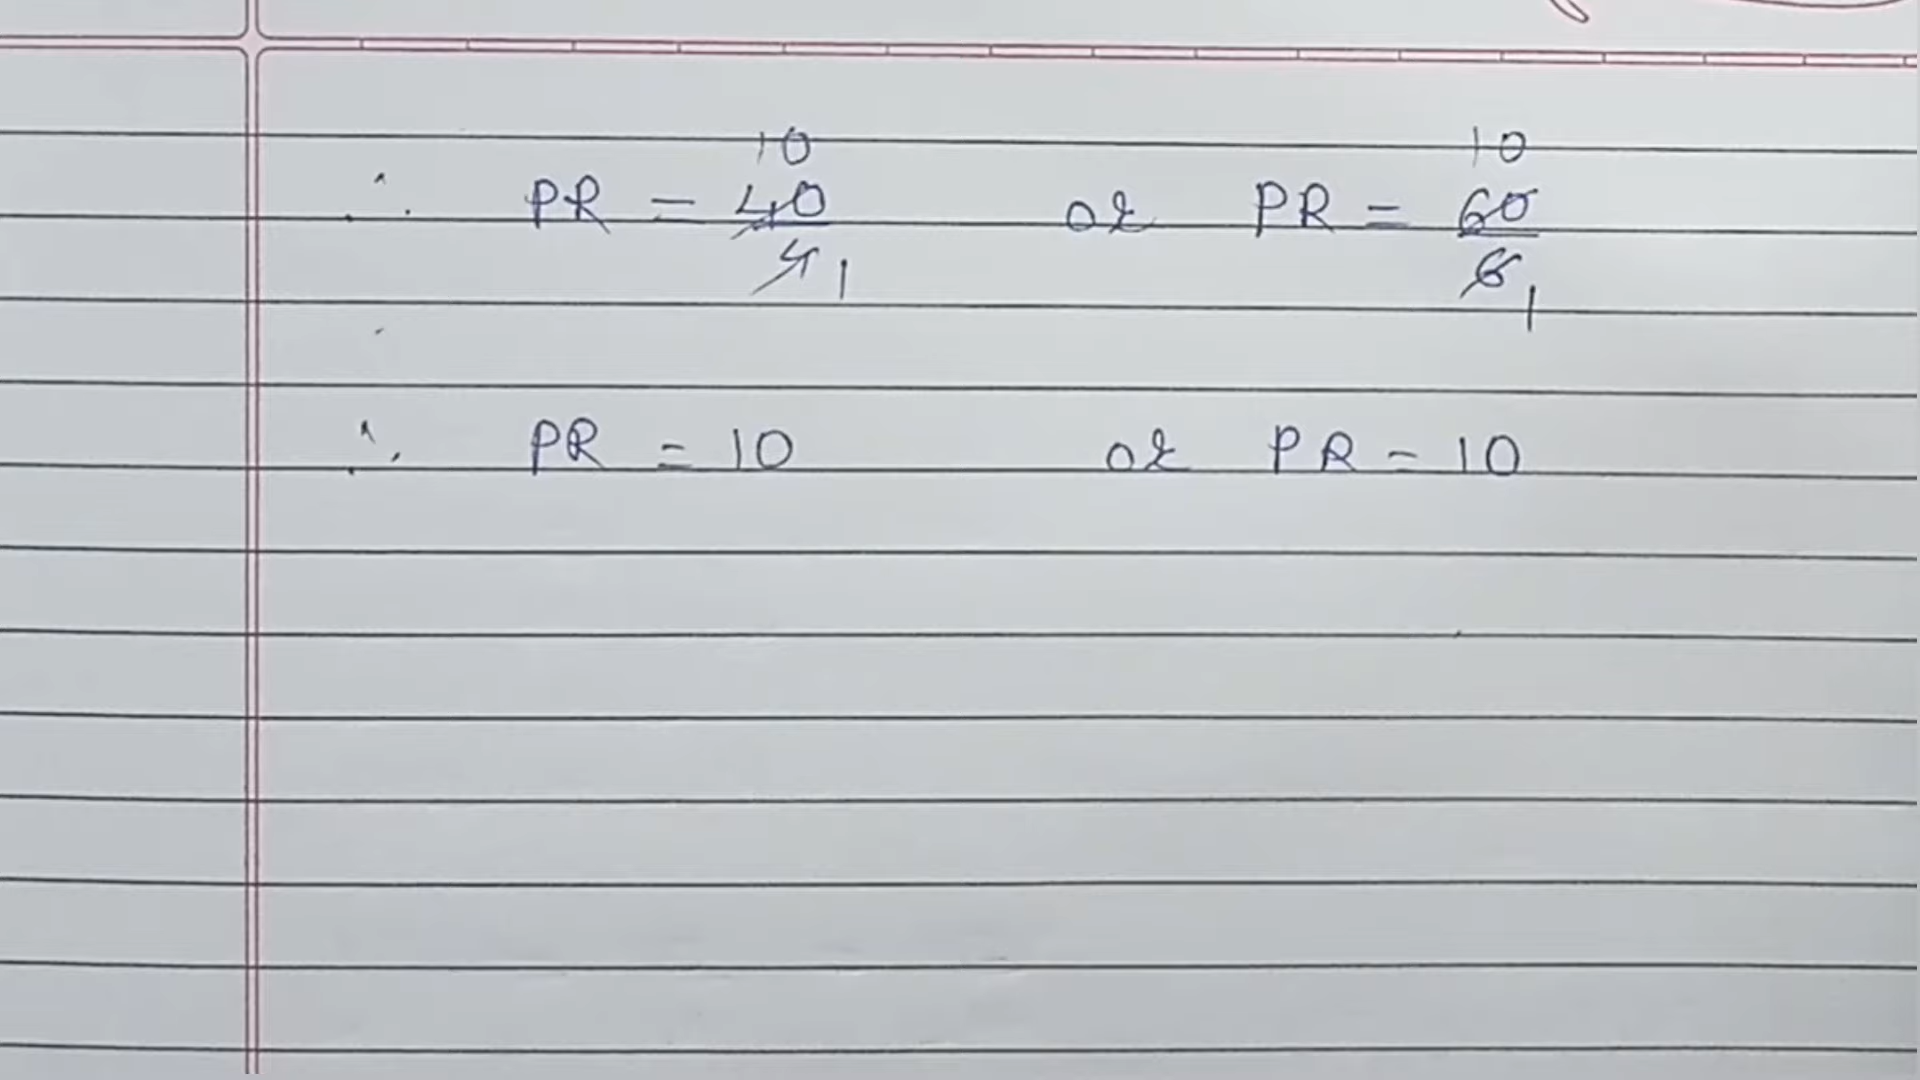 ∴ PR = 40/4 or PR = 60/6
10 1 10 1
∴ PR = 10 or PR = 10